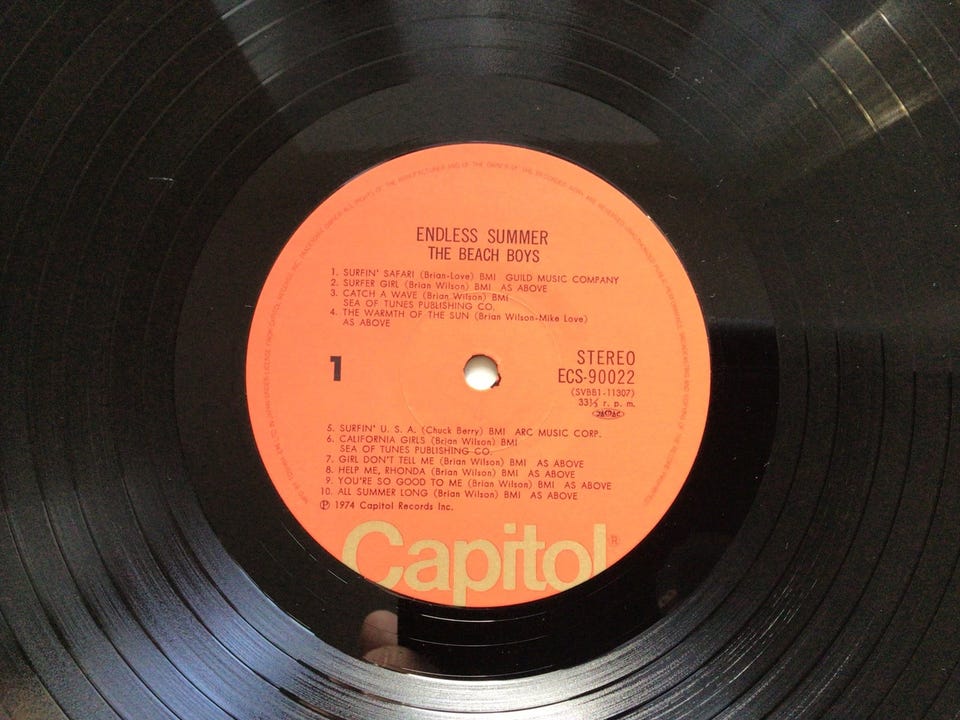 ENDLESS SUMMER
THE BEACH BOYS
1. SURFIN' SAFARI (Brian-Love) BMI GUILD MUSIC COMPANY
2. SURFER GIRL (Brian Wilson) BMI AS ABOVE
3. CATCH A WAVE (Brian Wilson) BMI
SEA OF TUNES PUBLISHING CO.
4. THE WARMTH OF THE SUN (Brian Wilson-Mike Love)
AS ABOVE
1
STEREO
ECS-90022
(SVBB1-11307)
33⅓ r. p. m.
5. SURFIN' U. S. A. (Chuck Berry) BMI ARC MUSIC CORP.
6. CALIFORNIA GIRLS (Brian Wilson) BMI
SEA OF TUNES PUBLISHING CO.
7. GIRL DON'T TELL ME (Brian Wilson) BMI AS ABOVE
8. HELP ME, RHONDA (Brian Wilson) BMI AS ABOVE
9. YOU'RE SO GOOD TO ME (Brian Wilson) BMI AS ABOVE
10. ALL SUMMER LONG (Brian Wilson) BMI AS ABOVE
Ⓟ 1974 Capitol Records Inc.
Capitol®